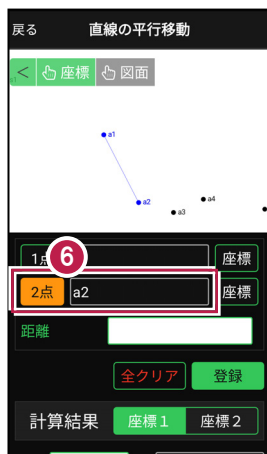 戻る 直線の平行移動
< 座標 図面
a1
a2
a3
a4
1点 座標
6
2点 a2 座標
距離
全クリア 登録
計算結果 座標1 座標2